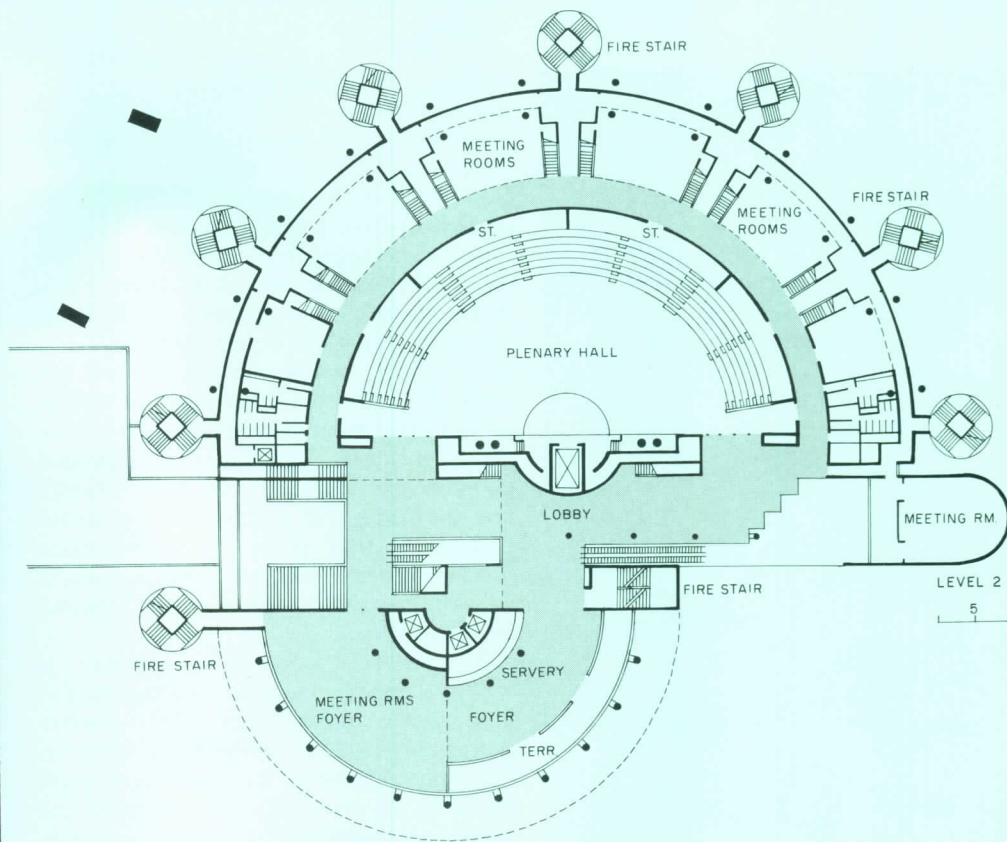 FIRE STAIR
MEETING
ROOMS
FIRE STAIR
MEETING
ROOMS
ST.
ST.
PLENARY HALL
LOBBY
MEETING RM.
LEVEL 2
5
FIRE STAIR
FIRE STAIR
SERVERY
MEETING RMS
FOYER
FOYER
TERR